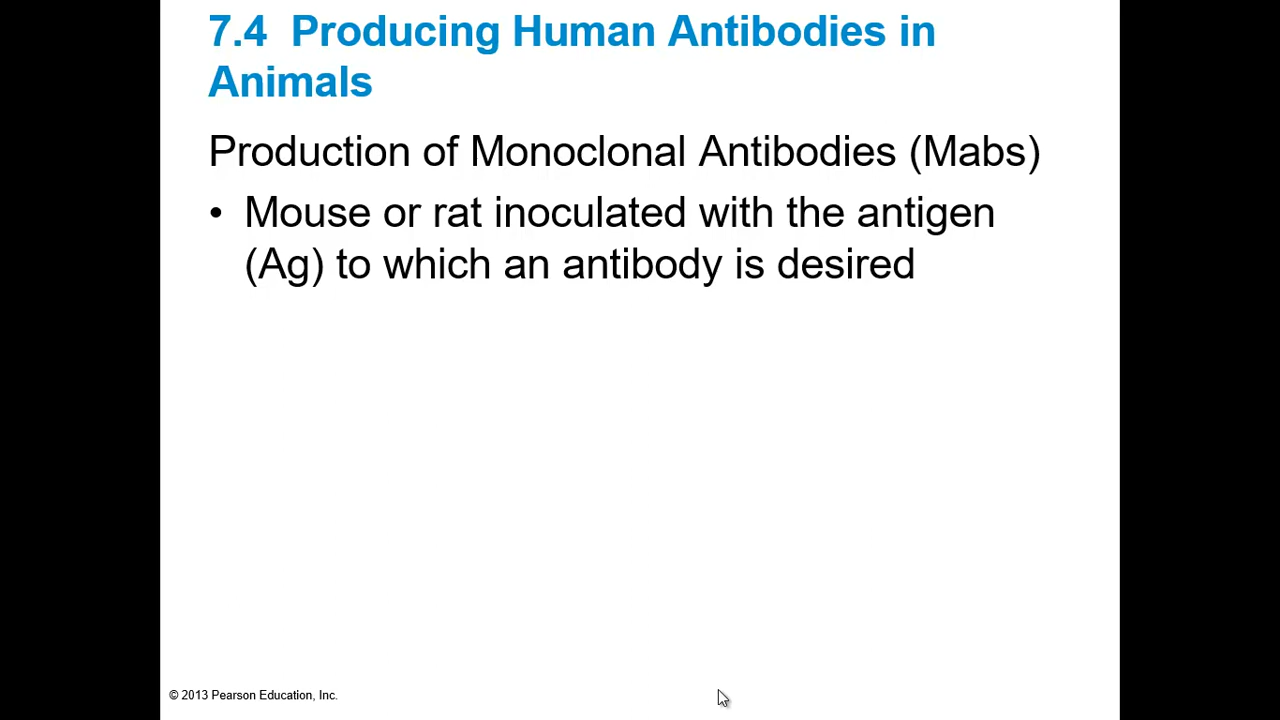 7.4 Producing Human Antibodies in
Animals
Production of Monoclonal Antibodies (Mabs)
• Mouse or rat inoculated with the antigen
(Ag) to which an antibody is desired
© 2013 Pearson Education, Inc.